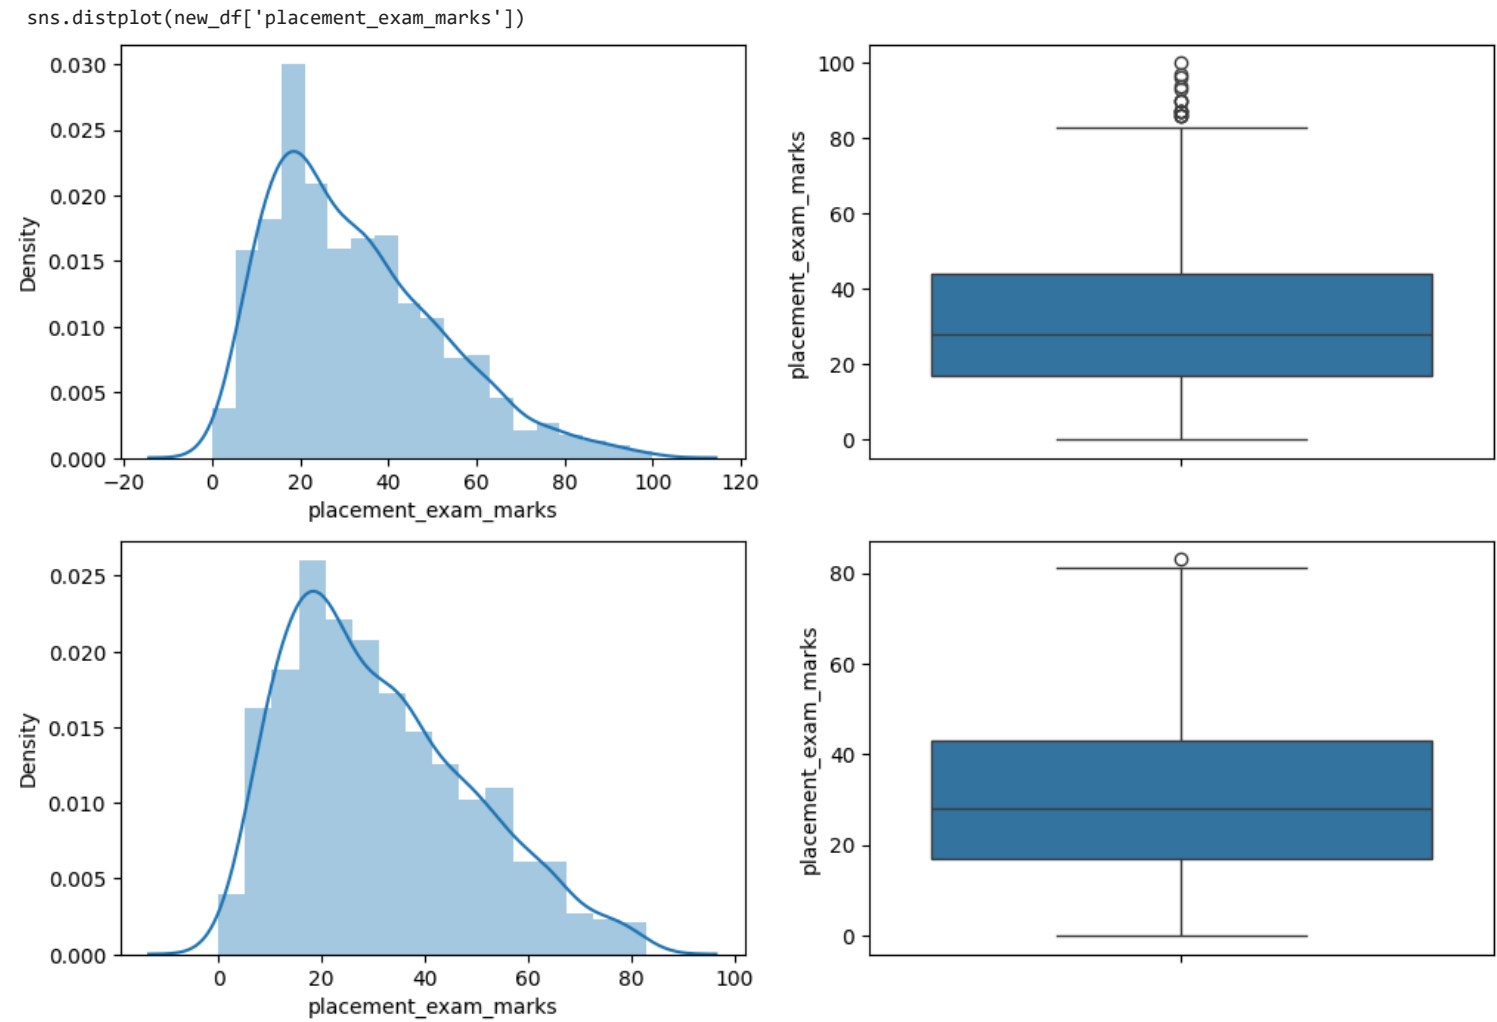 sns.distplot(new_df['placement_exam_marks'])
0.030
0.025
0.020
0.015
0.010
0.005
0.000
Density
−20 0 20 40 60 80 100 120
placement_exam_marks
100
80
60
40
20
0
placement_exam_marks
0.025
0.020
0.015
0.010
0.005
0.000
Density
0 20 40 60 80 100
placement_exam_marks
80
60
40
20
0
placement_exam_marks